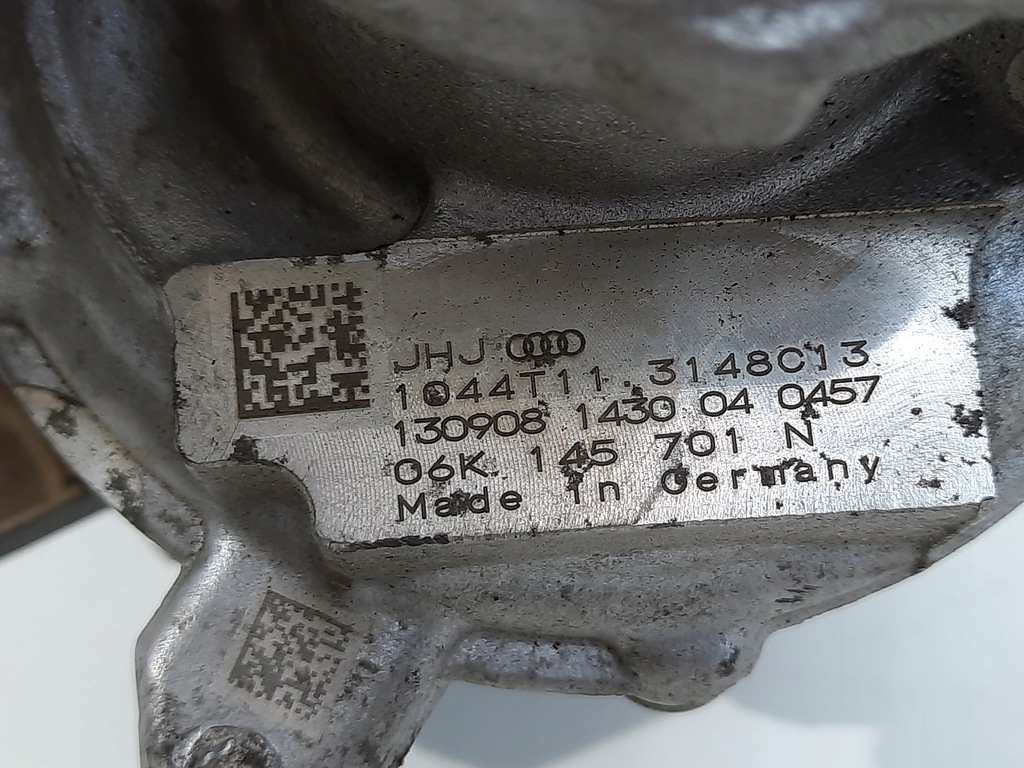 JHJ
1044T11.3148C13
130908 1430 04 0457
06K 145 701 N
Made in Germany